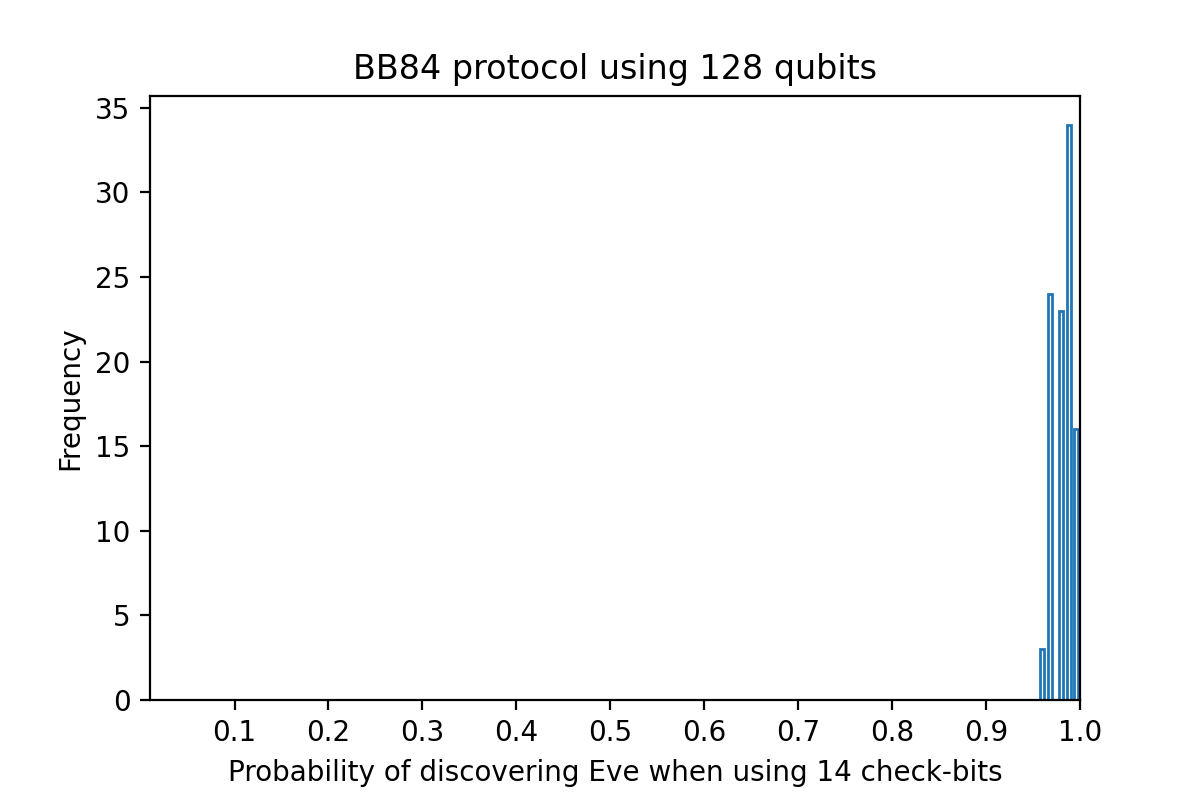 BB84 protocol using 128 qubits
35
30
25
20
15
10
5
0
Frequency
0.1 0.2 0.3 0.4 0.5 0.6 0.7 0.8 0.9 1.0
Probability of discovering Eve when using 14 check-bits